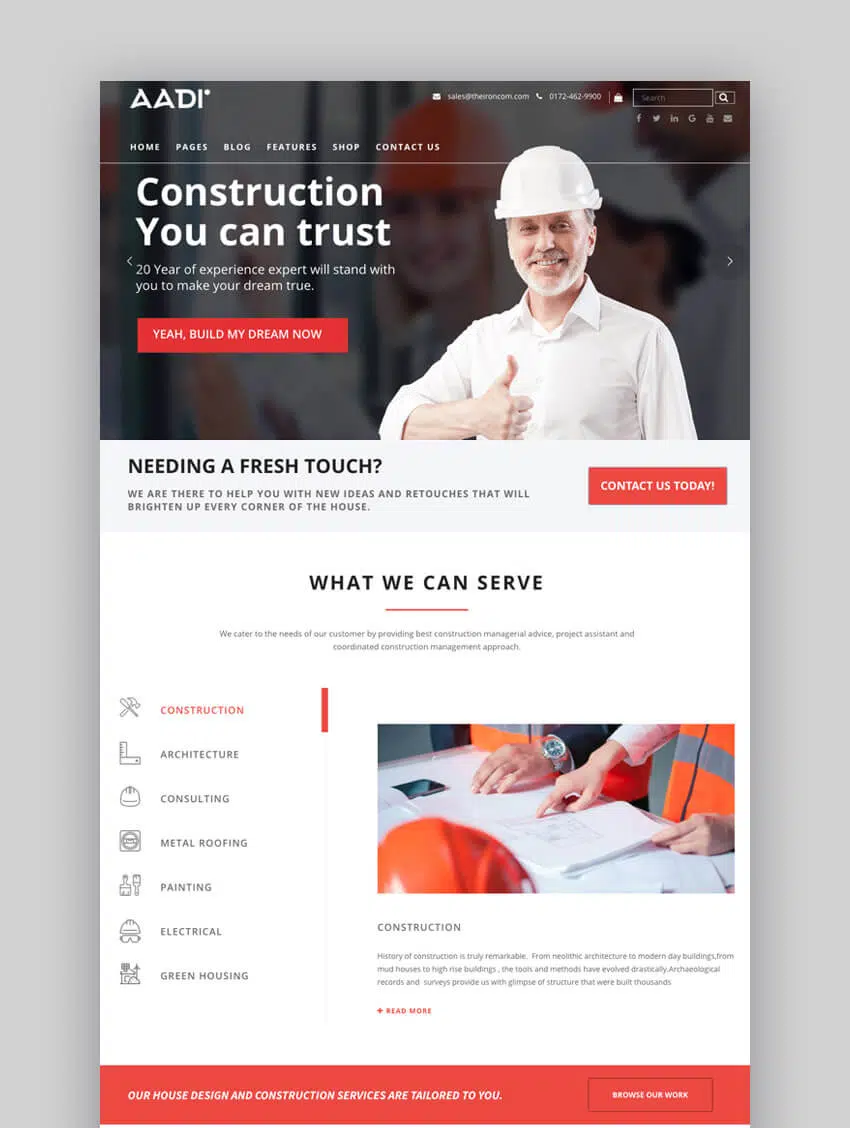 AADI
sales@theironcom.com 0172-462-9900 Search
HOME PAGES BLOG FEATURES SHOP CONTACT US
Construction
You can trust
20 Year of experience expert will stand with
you to make your dream true.
YEAH, BUILD MY DREAM NOW
NEEDING A FRESH TOUCH?
WE ARE THERE TO HELP YOU WITH NEW IDEAS AND RETOUCHES THAT WILL
BRIGHTEN UP EVERY CORNER OF THE HOUSE.
CONTACT US TODAY!
WHAT WE CAN SERVE
We cater to the needs of our customer by providing best construction managerial advice, project assistant and
coordinated construction management approach.
CONSTRUCTION
ARCHITECTURE
CONSULTING
METAL ROOFING
PAINTING
ELECTRICAL
GREEN HOUSING
CONSTRUCTION
History of construction is truly remarkable. From neolithic architecture to modern day buildings,from
mud houses to high rise buildings , the tools and methods have evolved drastically.Archaeological
records and surveys provide us with glimpse of structure that were built thousands
+ READ MORE
OUR HOUSE DESIGN AND CONSTRUCTION SERVICES ARE TAILORED TO YOU.
BROWSE OUR WORK